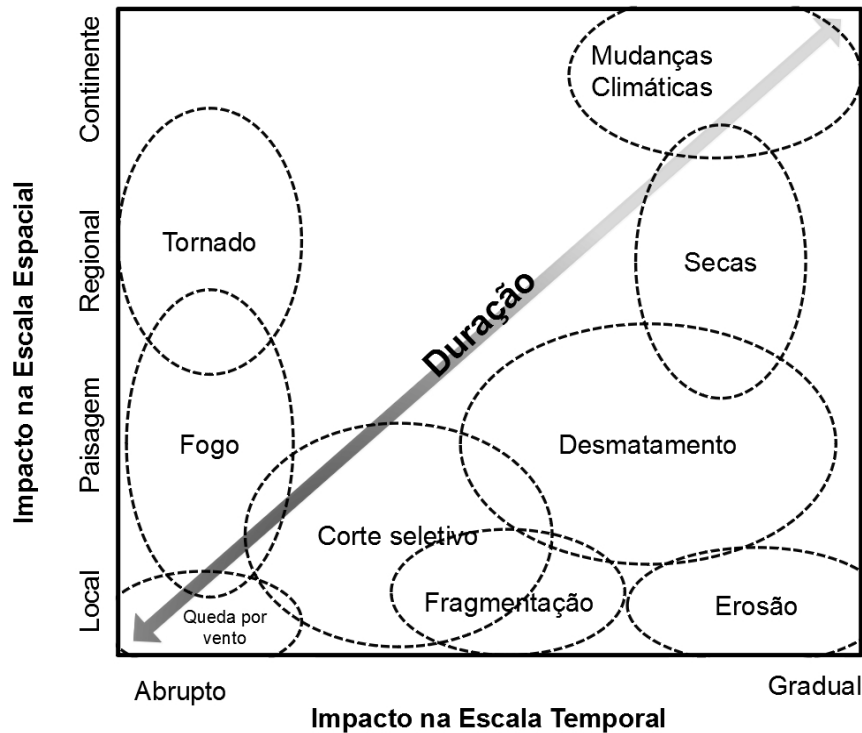 Impacto na Escala Espacial
Continente
Regional
Paisagem
Local
Mudanças
Climáticas
Tornado
Secas
Duração
Fogo
Desmatamento
Corte seletivo
Fragmentação
Erosão
Queda por
vento
Abrupto
Gradual
Impacto na Escala Temporal